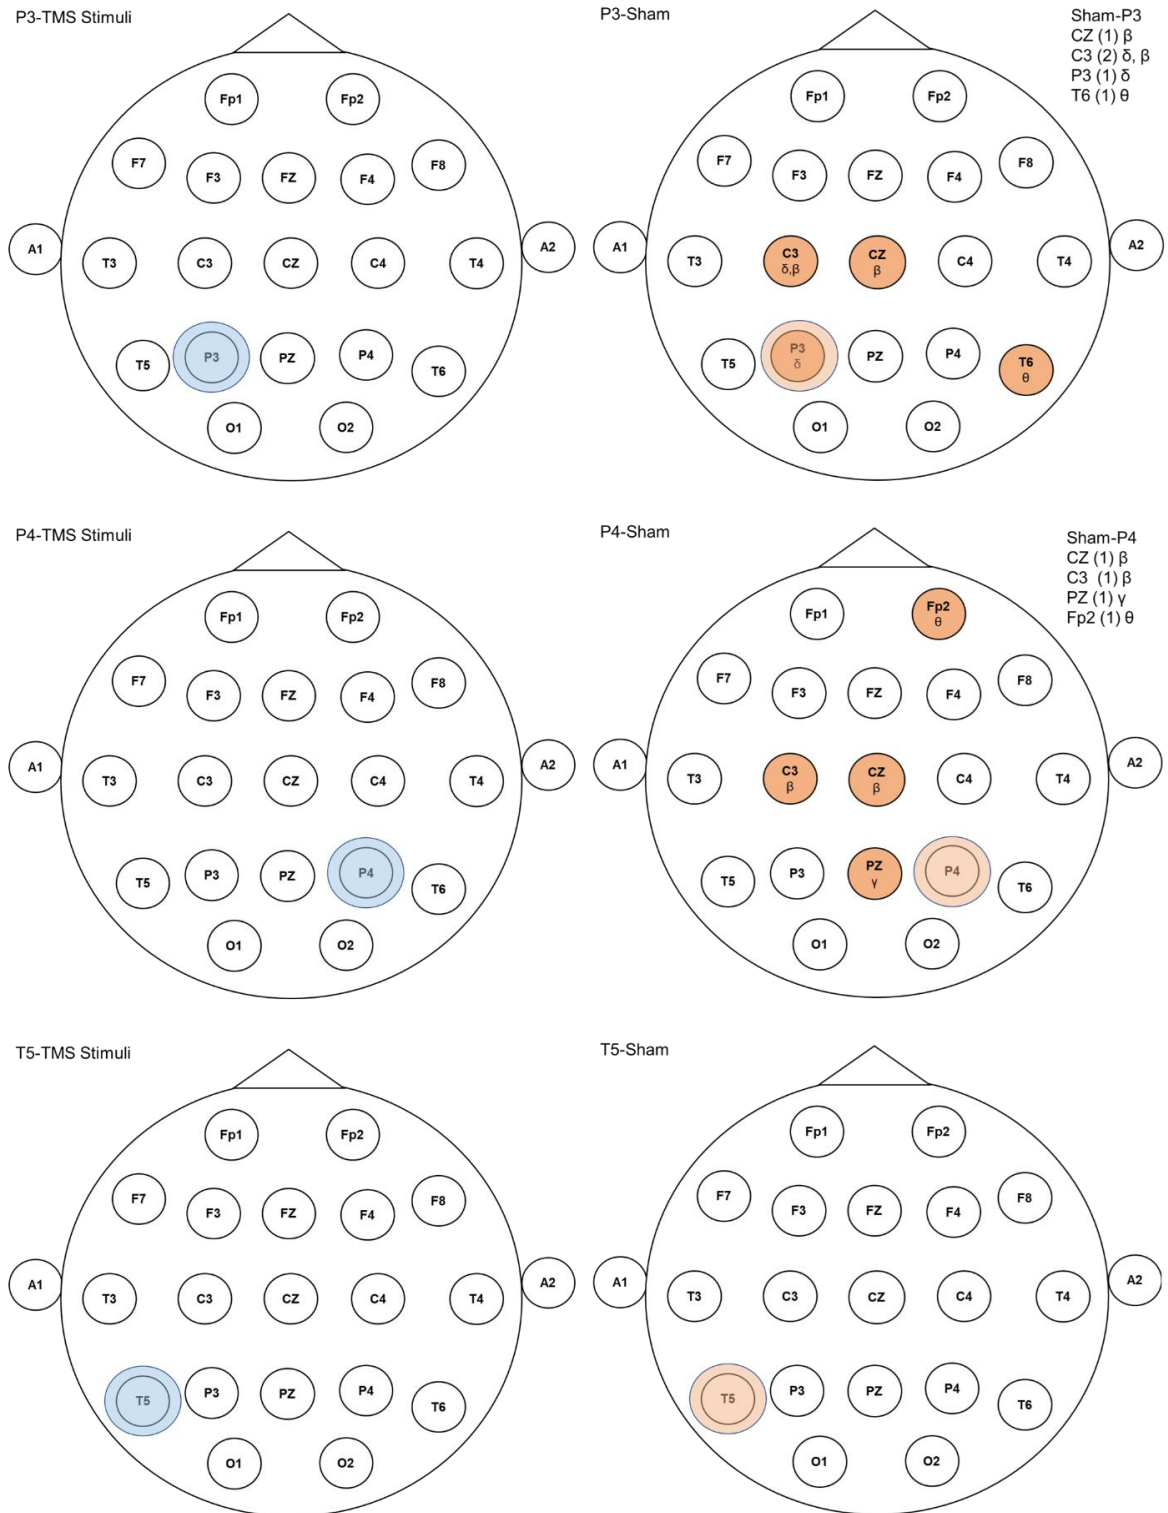 P3-TMS Stimuli
Fp1 Fp2
F7 F3 FZ F4 F8
A1 T3 C3 CZ C4 T4 A2
T5 P3 PZ P4 T6
O1 O2
P3-Sham
Sham-P3
CZ (1) β
C3 (2) δ, β
P3 (1) δ
T6 (1) θ
Fp1 Fp2
F7 F3 FZ F4 F8
A1 T3 C3 CZ C4 T4 A2
δ,β β
T5 P3 PZ P4 T6
δ θ
O1 O2
P4-TMS Stimuli
Fp1 Fp2
F7 F3 FZ F4 F8
A1 T3 C3 CZ C4 T4 A2
T5 P3 PZ P4 T6
O1 O2
P4-Sham
Sham-P4
CZ (1) β
C3 (1) β
PZ (1) γ
Fp2 (1) θ
Fp1 Fp2
θ
F7 F3 FZ F4 F8
A1 T3 C3 CZ C4 T4 A2
β β
T5 P3 PZ P4 T6
γ
O1 O2
T5-TMS Stimuli
Fp1 Fp2
F7 F3 FZ F4 F8
A1 T3 C3 CZ C4 T4 A2
T5 P3 PZ P4 T6
O1 O2
T5-Sham
Fp1 Fp2
F7 F3 FZ F4 F8
A1 T3 C3 CZ C4 T4 A2
T5 P3 PZ P4 T6
O1 O2